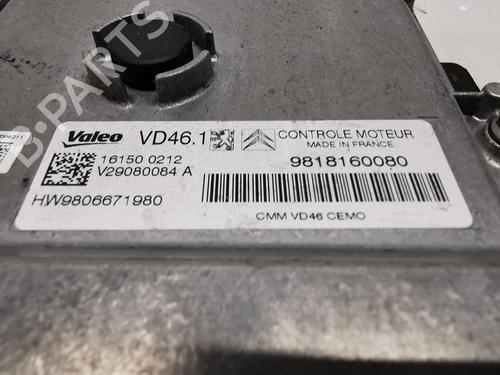 B-PARTS
Valeo VD46.1 CONTROLE MOTEUR
MADE IN FRANCE
16150 0212
V29080084 A
9818160080
HW9806671980
CMM VD46 CEMO